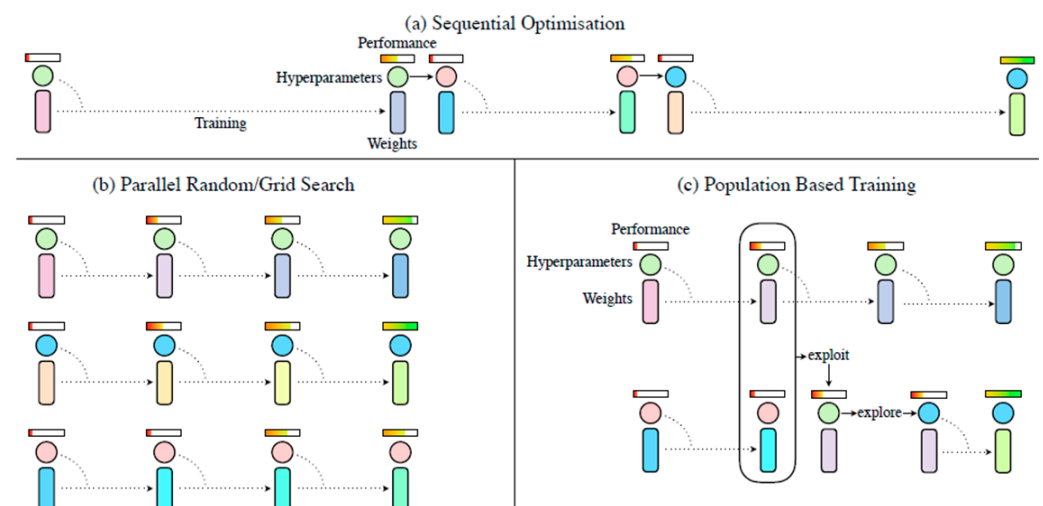 (a) Sequential Optimisation
Performance
Hyperparameters
Training
Weights
(b) Parallel Random/Grid Search
(c) Population Based Training
Performance
Hyperparameters
Weights
exploit
explore